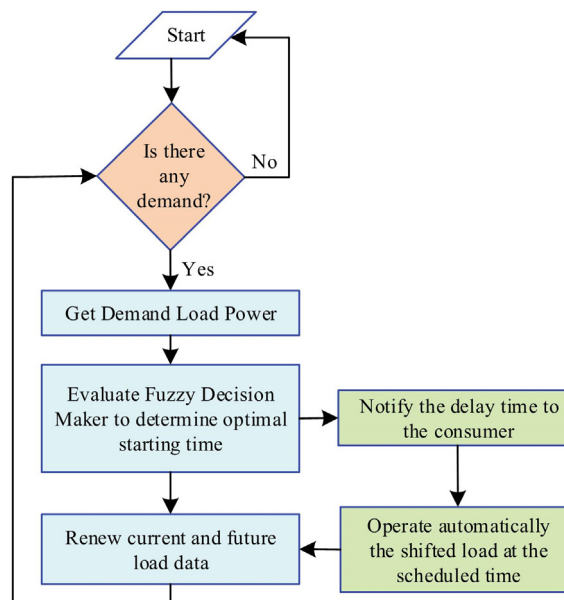 Start
Is there
any
demand?
No
Yes
Get Demand Load Power
Evaluate Fuzzy Decision
Maker to determine optimal
starting time
Notify the delay time to
the consumer
Renew current and future
load data
Operate automatically
the shifted load at the
scheduled time